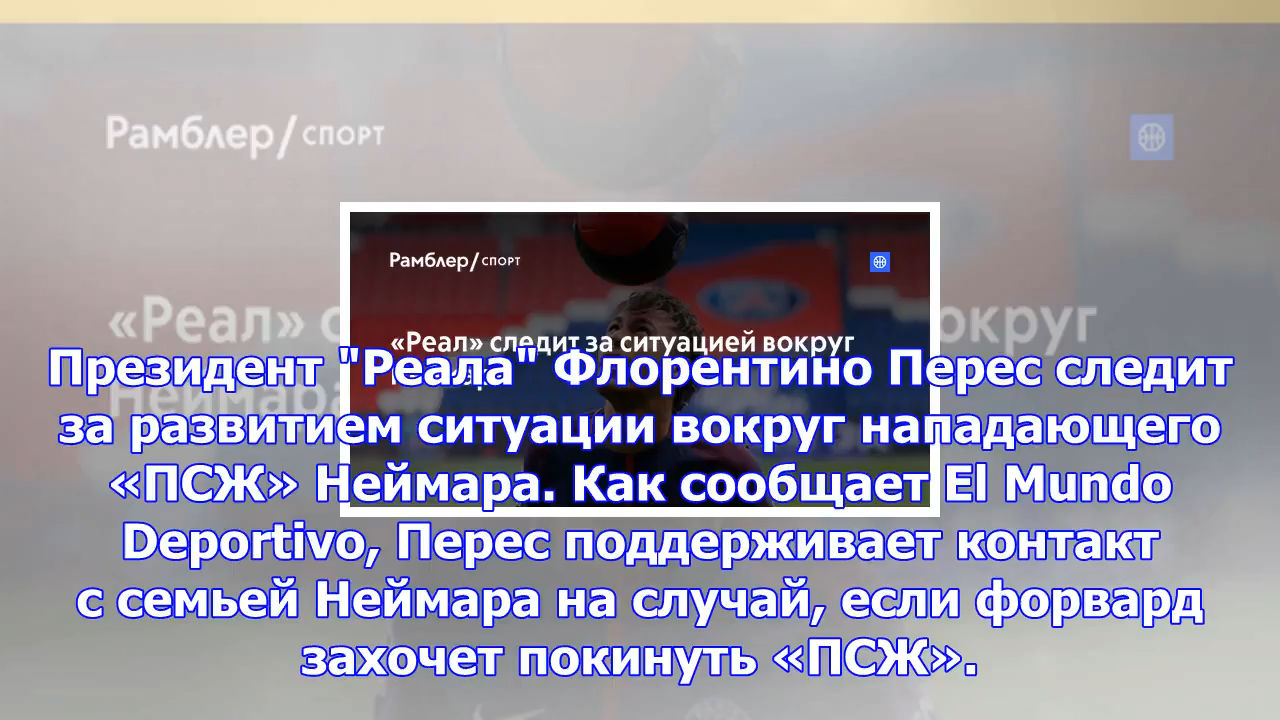 Рамблер/спорт
Рамблер/спорт
«Реал» следит за ситуацией вокруг
Президент "Реала" Флорентино Перес следит
за развитием ситуации вокруг нападающего
«ПСЖ» Неймара. Как сообщает El Mundo
Deportivo, Перес поддерживает контакт
с семьей Неймара на случай, если форвард
захочет покинуть «ПСЖ».